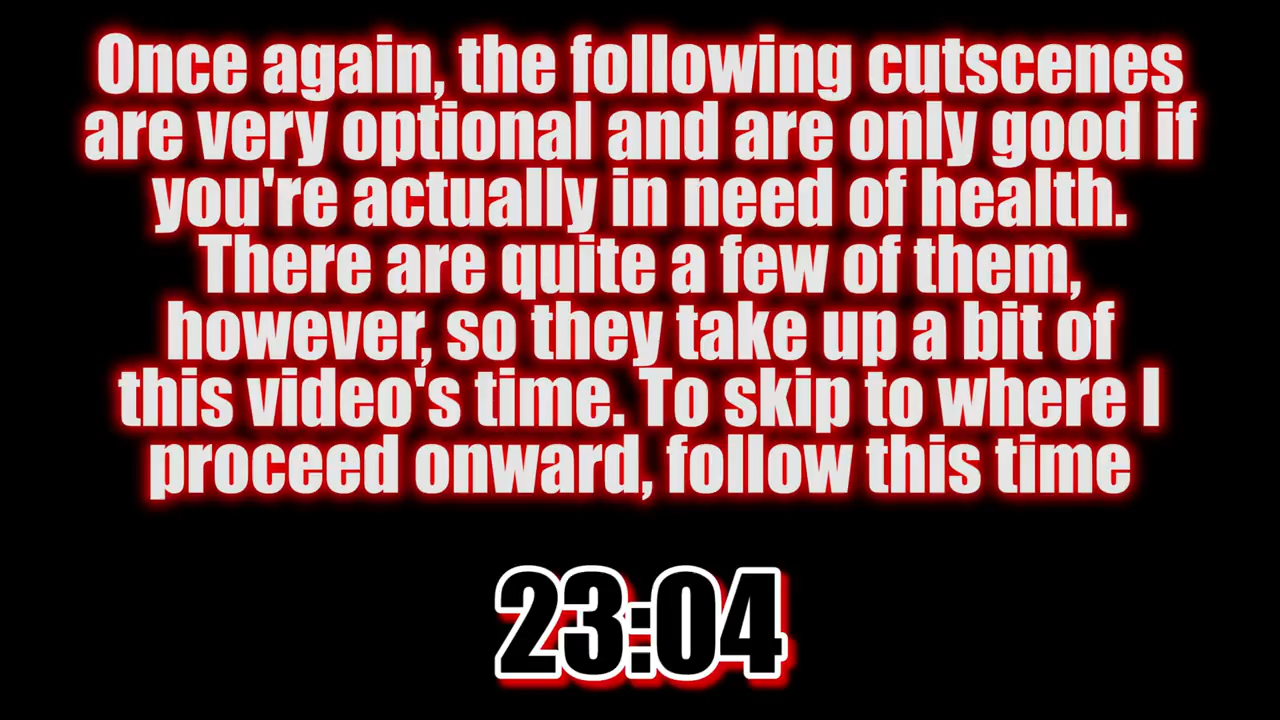 Once again, the following cutscenes
are very optional and are only good if
you're actually in need of health.
There are quite a few of them,
however, so they take up a bit of
this video's time. To skip to where I
proceed onward, follow this time
23:04